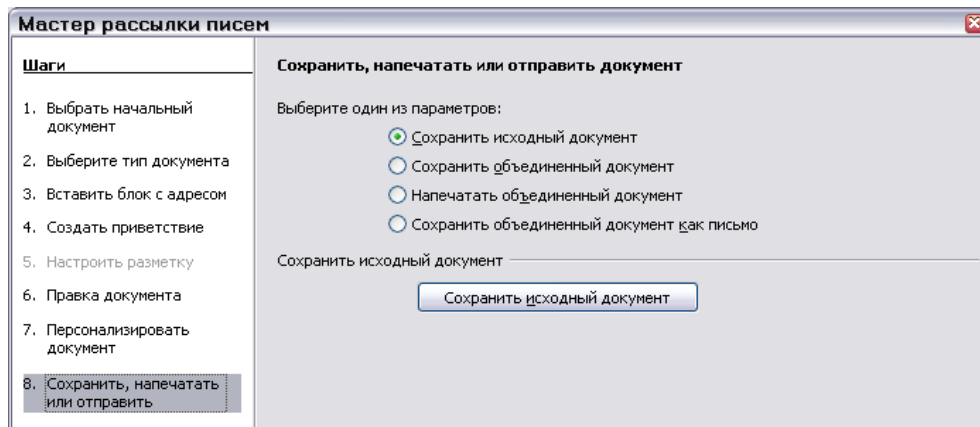 Мастер рассылки писем
Шаги
1. Выбрать начальный
документ
2. Выберите тип документа
3. Вставить блок с адресом
4. Создать приветствие
5. Настроить разметку
6. Правка документа
7. Персонализировать
документ
8. Сохранить, напечатать
или отправить
Сохранить, напечатать или отправить документ
Выберите один из параметров:
Сохранить исходный документ
Сохранить объединенный документ
Напечатать объединенный документ
Сохранить объединенный документ как письмо
Сохранить исходный документ
Сохранить исходный документ